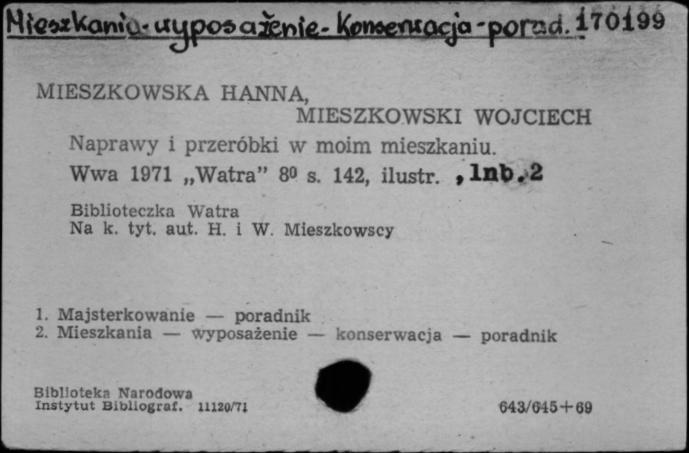 Mieszkania-wyposażenie-Konserwacja-porad. 170199
MIESZKOWSKA HANNA,
MIESZKOWSKI WOJCIECH
Naprawy i przeróbki w moim mieszkaniu.
Wwa 1971 „Watra” 8⁰ s. 142, ilustr. , lnb.2
Biblioteczka Watra
Na k. tyt. aut. H. i W. Mieszkowscy
1. Majsterkowanie — poradnik
2. Mieszkania — wyposażenie — konserwacja — poradnik
Biblioteka Narodowa
Instytut Bibliograf. 11120/71
643/645+69